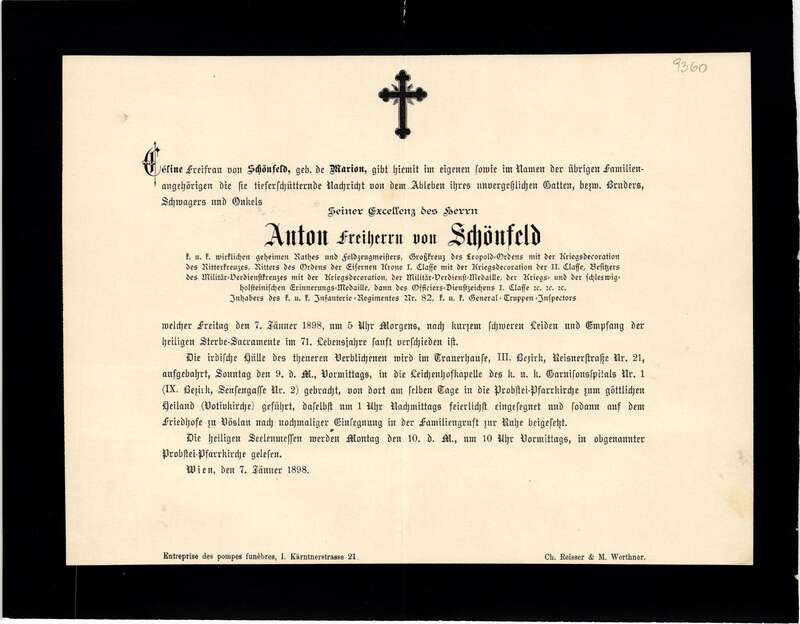 9360
Céline Freifrau von Schönfeld, geb. de Marion, gibt hiemit im eigenen sowie im Namen der übrigen Familien-
angehörigen die sie tieferschütternde Nachricht von dem Ableben ihres unvergeßlichen Gatten, bezw. Bruders,
Schwagers und Onkels
Seiner Excellenz des Herrn
Anton Freiherrn von Schönfeld
k. u. k. wirklichen geheimen Rathes und Feldzeugmeisters, Großkreuz des Leopold-Ordens mit der Kriegsdecoration
des Ritterkreuzes, Ritters des Ordens der Eisernen Krone I. Classe mit der Kriegsdecoration der II. Classe, Besitzers
des Militär-Verdienstkreuzes mit der Kriegsdecoration, der Militär-Verdienst-Medaille, der Kriegs- und der schleswig-
holsteinischen Erinnerungs-Medaille, dann des Officiers-Dienstzeichens I. Classe ꝛc. ꝛc. ꝛc.
Inhabers des k. u. k. Infanterie-Regimentes Nr. 82, k. u. k. General-Truppen-Inspectors
welcher Freitag den 7. Jänner 1898, um 5 Uhr Morgens, nach kurzem schweren Leiden und Empfang der
heiligen Sterbe-Sacramente im 71. Lebensjahre sanft verschieden ist.
Die irdische Hülle des theueren Verblichenen wird im Trauerhause, III. Bezirk, Reisnerstraße Nr. 21,
aufgebahrt, Sonntag den 9. d. M., Vormittags, in die Leichenhofkapelle des k. u. k. Garnisonsspitals Nr. 1
(IX. Bezirk, Sensengasse Nr. 2) gebracht, von dort am selben Tage in die Probstei-Pfarrkirche zum göttlichen
Heiland (Votivkirche) geführt, daselbst um 1 Uhr Nachmittags feierlichst eingesegnet und sodann auf dem
Friedhofe zu Vöslau nach nochmaliger Einsegnung in der Familiengruft zur Ruhe beigesetzt.
Die heiligen Seelenmessen werden Montag den 10. d. M., um 10 Uhr Vormittags, in obgenannter
Probstei-Pfarrkirche gelesen.
Wien, den 7. Jänner 1898.
Entreprise des pompes funèbres, I. Kärntnerstrasse 21. Ch. Reisser & M. Werthner.